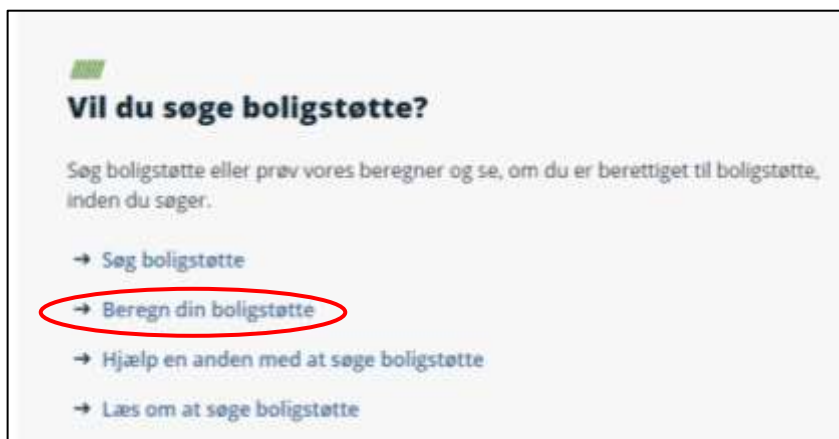 Vil du søge boligstøtte?
Søg boligstøtte eller prøv vores beregner og se, om du er berettiget til boligstøtte,
inden du søger.
→ Søg boligstøtte
→ Beregn din boligstøtte
→ Hjælp en anden med at søge boligstøtte
→ Læs om at søge boligstøtte